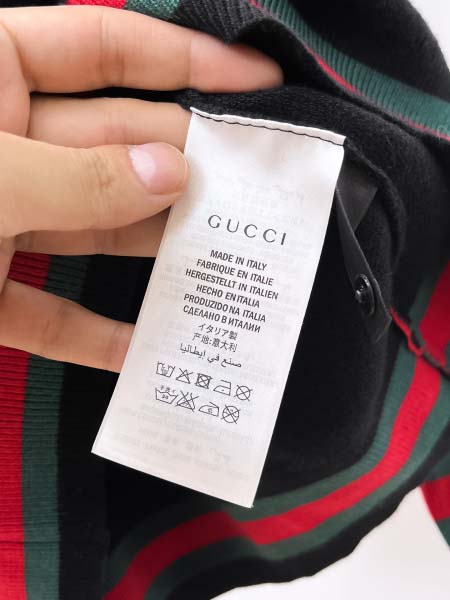 GUCCI
MADE IN ITALY
FABRIQUE EN ITALIE
HERGESTELLT IN ITALIEN
HECHO EN ITALIA
PRODUZIDO NA ITALIA
СДЕЛАНО В ИТАЛИИ
イタリア製
产地:意大利
صنع في إيطاليا